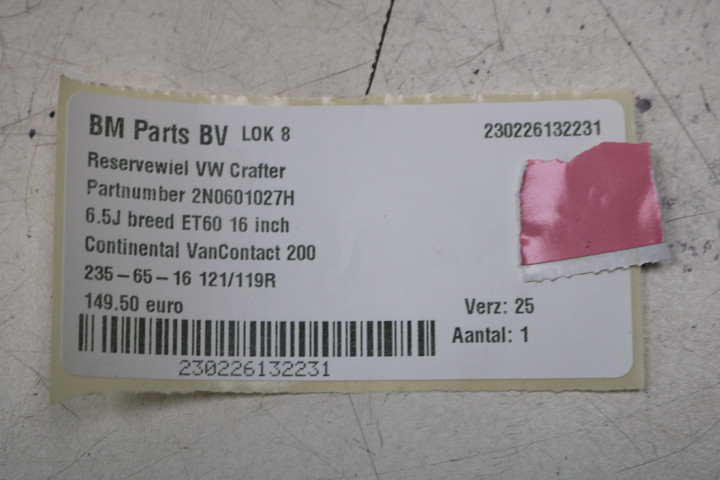 BM Parts BV LOK 8 230226132231
Reservewiel VW Crafter
Partnumber 2N0601027H
6.5J breed ET60 16 inch
Continental VanContact 200
235-65-16 121/119R
149.50 euro Verz: 25
Aantal: 1
230226132231